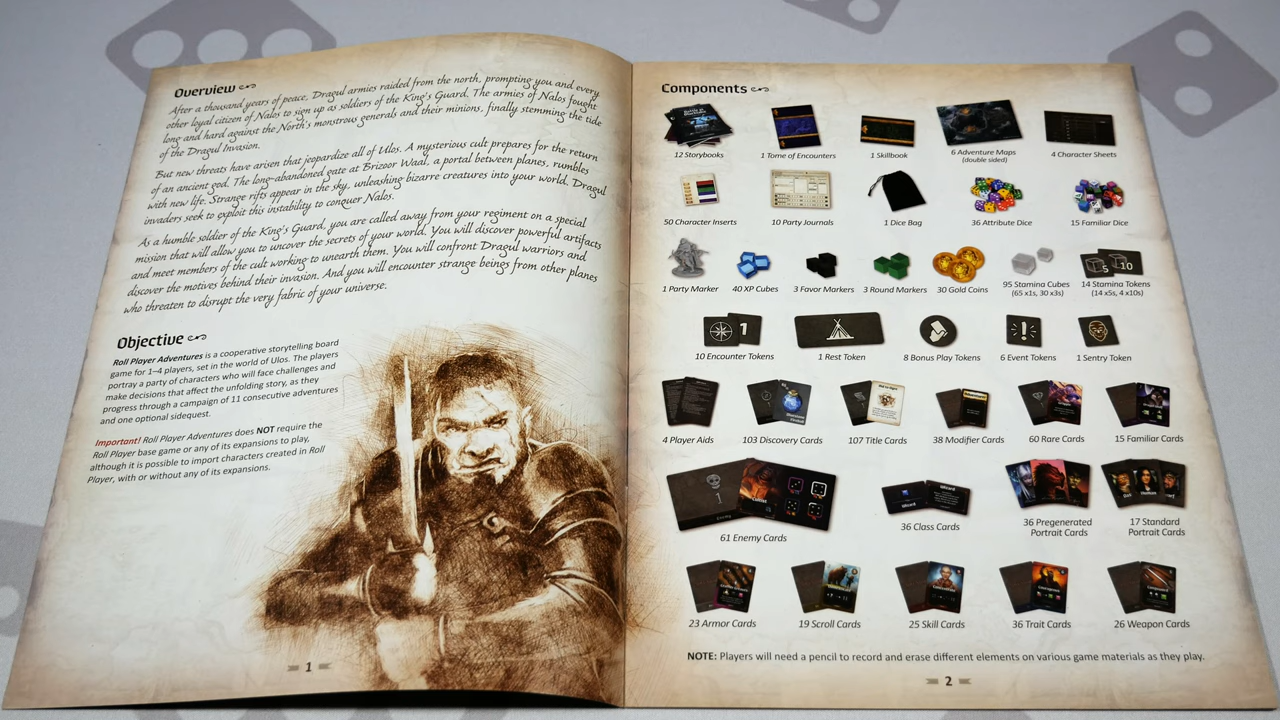 Overview
After a thousand years of peace, Dragul armies raided from the north, prompting you and every
other loyal citizen of Nalos to sign up as soldiers of the King's Guard. The armies of Nalos fought
long and hard against the North's monstrous generals and their minions, finally stemming the tide
of the Dragul Invasion.
But new threats have arisen that jeopardize all of Ulos. A mysterious cult prepares for the return
of an ancient god. The long-abandoned gate at Brizoor Waal, a portal between planes, rumbles
with new life. Strange rifts appear in the sky, unleashing bizarre creatures into your world. Dragul
invaders seek to exploit this instability to conquer Nalos.
As a humble soldier of the King's Guard, you are called away from your regiment on a special
mission that will allow you to uncover the secrets of your world. You will discover powerful artifacts
and meet members of the cult working to unearth them. You will confront Dragul warriors and
discover the motives behind their invasion. And you will encounter strange beings from other planes
who threaten to disrupt the very fabric of your universe.
Objective
Roll Player Adventures is a cooperative storytelling board
game for 1–4 players, set in the world of Ulos. The players
portray a party of characters who will face challenges and
make decisions that affect the unfolding story, as they
progress through a campaign of 11 consecutive adventures
and one optional sidequest.
Important! Roll Player Adventures does NOT require the
Roll Player base game or any of its expansions to play,
although it is possible to import characters created in Roll
Player, with or without any of its expansions.
1
Components
12 Storybooks
1 Tome of Encounters
1 Skillbook
6 Adventure Maps
(double sided)
4 Character Sheets
50 Character Inserts
10 Party Journals
1 Dice Bag
36 Attribute Dice
15 Familiar Dice
1 Party Marker
40 XP Cubes
3 Favor Markers
3 Round Markers
30 Gold Coins
95 Stamina Cubes
(65 x1s, 30 x3s)
5
10
14 Stamina Tokens
(14 x5s, 4 x10s)
1
10 Encounter Tokens
1 Rest Token
8 Bonus Play Tokens
6 Event Tokens
1 Sentry Token
4 Player Aids
103 Discovery Cards
107 Title Cards
38 Modifier Cards
60 Rare Cards
15 Familiar Cards
1
61 Enemy Cards
Wizard
Wizard
36 Class Cards
36 Pregenerated
Portrait Cards
17 Standard
Portrait Cards
23 Armor Cards
19 Scroll Cards
25 Skill Cards
36 Trait Cards
26 Weapon Cards
NOTE: Players will need a pencil to record and erase different elements on various game materials as they play.
2